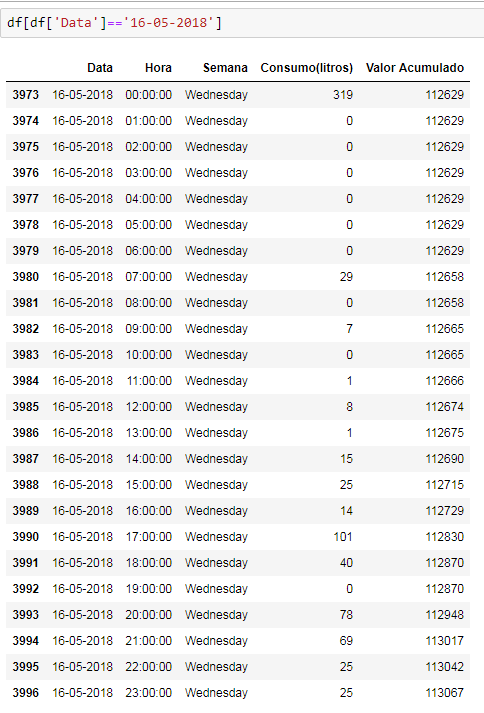 df[df['Data']=='16-05-2018']
Data Hora Semana Consumo(litros) Valor Acumulado
3973 16-05-2018 00:00:00 Wednesday 319 112629
3974 16-05-2018 01:00:00 Wednesday 0 112629
3975 16-05-2018 02:00:00 Wednesday 0 112629
3976 16-05-2018 03:00:00 Wednesday 0 112629
3977 16-05-2018 04:00:00 Wednesday 0 112629
3978 16-05-2018 05:00:00 Wednesday 0 112629
3979 16-05-2018 06:00:00 Wednesday 0 112629
3980 16-05-2018 07:00:00 Wednesday 29 112658
3981 16-05-2018 08:00:00 Wednesday 0 112658
3982 16-05-2018 09:00:00 Wednesday 7 112665
3983 16-05-2018 10:00:00 Wednesday 0 112665
3984 16-05-2018 11:00:00 Wednesday 1 112666
3985 16-05-2018 12:00:00 Wednesday 8 112674
3986 16-05-2018 13:00:00 Wednesday 1 112675
3987 16-05-2018 14:00:00 Wednesday 15 112690
3988 16-05-2018 15:00:00 Wednesday 25 112715
3989 16-05-2018 16:00:00 Wednesday 14 112729
3990 16-05-2018 17:00:00 Wednesday 101 112830
3991 16-05-2018 18:00:00 Wednesday 40 112870
3992 16-05-2018 19:00:00 Wednesday 0 112870
3993 16-05-2018 20:00:00 Wednesday 78 112948
3994 16-05-2018 21:00:00 Wednesday 69 113017
3995 16-05-2018 22:00:00 Wednesday 25 113042
3996 16-05-2018 23:00:00 Wednesday 25 113067